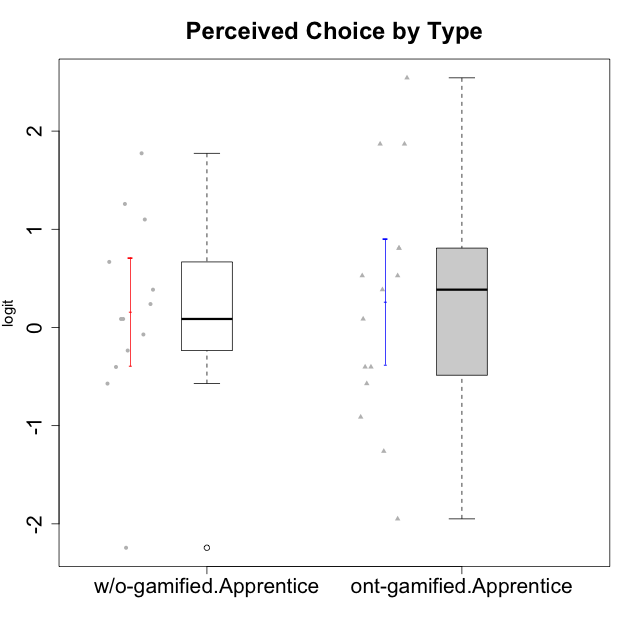 Perceived Choice by Type
logit
2
1
0
-1
-2
w/o-gamified.Apprentice
ont-gamified.Apprentice